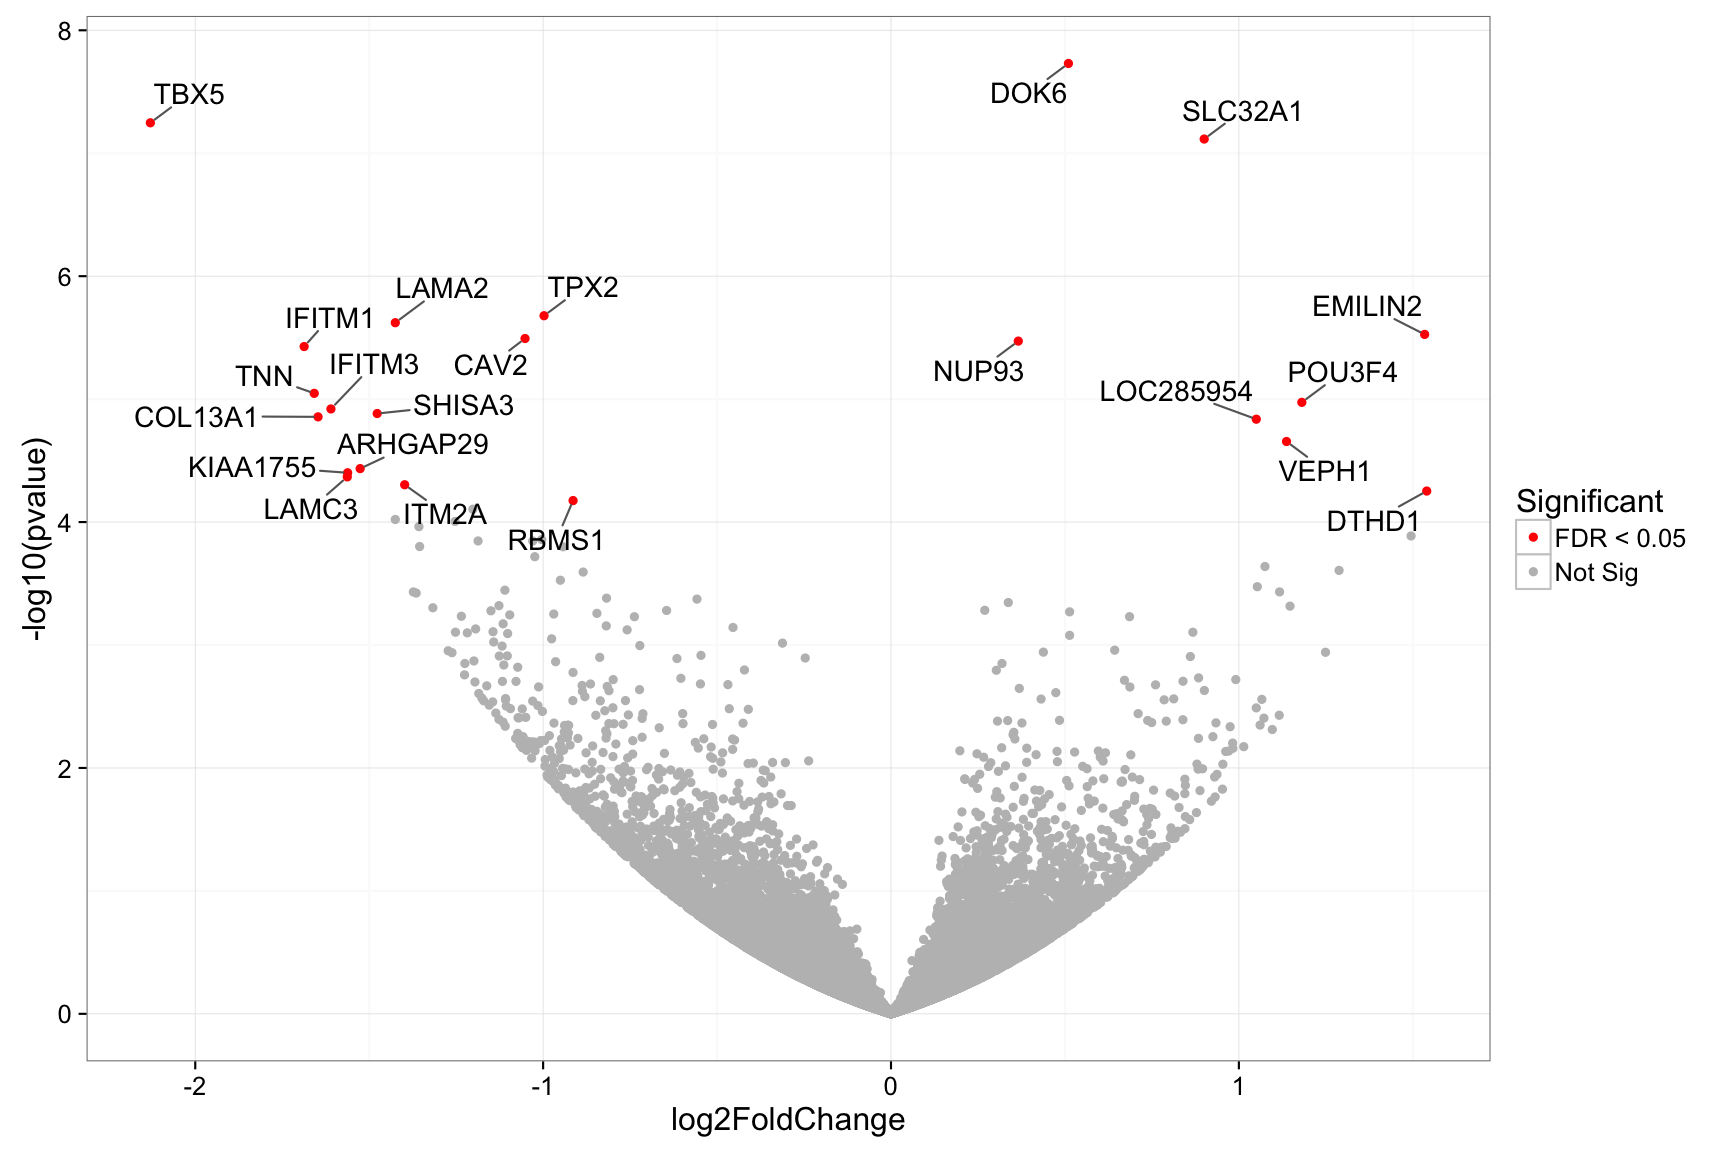 8
DOK6
TBX5
SLC32A1
6
LAMA2
TPX2
EMILIN2
IFITM1
IFITM3
CAV2
NUP93
POU3F4
TNN
LOC285954
COL13A1
SHISA3
ARHGAP29
KIAA1755
VEPH1
LAMC3
ITM2A
DTHD1
4
RBMS1
-log10(pvalue)
Significant
FDR < 0.05
Not Sig
2
0
-2
-1
0
1
log2FoldChange